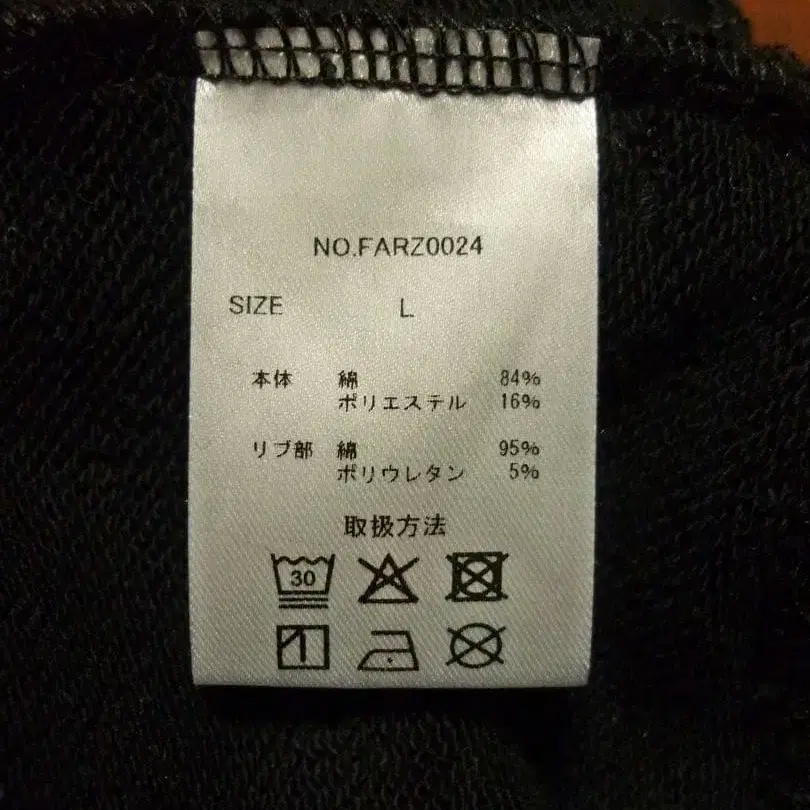 NO.FARZ0024
SIZE L
本体 綿 84%
ポリエステル 16%
リブ部 綿 95%
ポリウレタン 5%
取扱方法
30